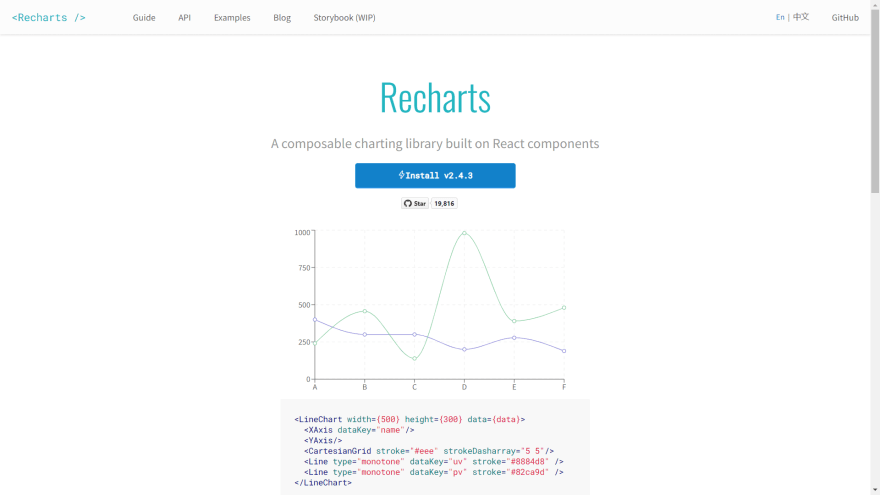 <Recharts />
Guide
API
Examples
Blog
Storybook (WIP)
En | 中文
GitHub
Recharts
A composable charting library built on React components
Install v2.4.3
Star
19,816
1000
750
500
250
0
A
B
C
D
E
F
<LineChart width={500} height={300} data={data}>
<XAxis dataKey="name"/>
<YAxis/>
<CartesianGrid stroke="#eee" strokeDasharray="5 5"/>
<Line type="monotone" dataKey="uv" stroke="#8884d8" />
<Line type="monotone" dataKey="pv" stroke="#82ca9d" />
</LineChart>